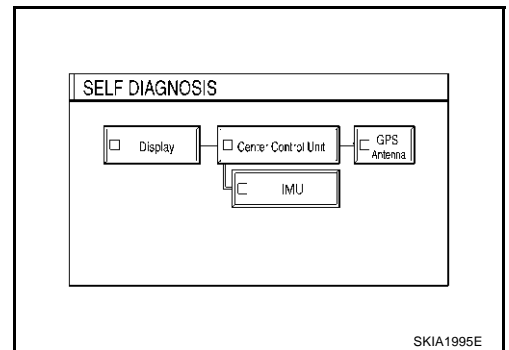 SELF DIAGNOSIS
Display
Center Control Unit
GPS
Antenna
IMU
SKIA1995E